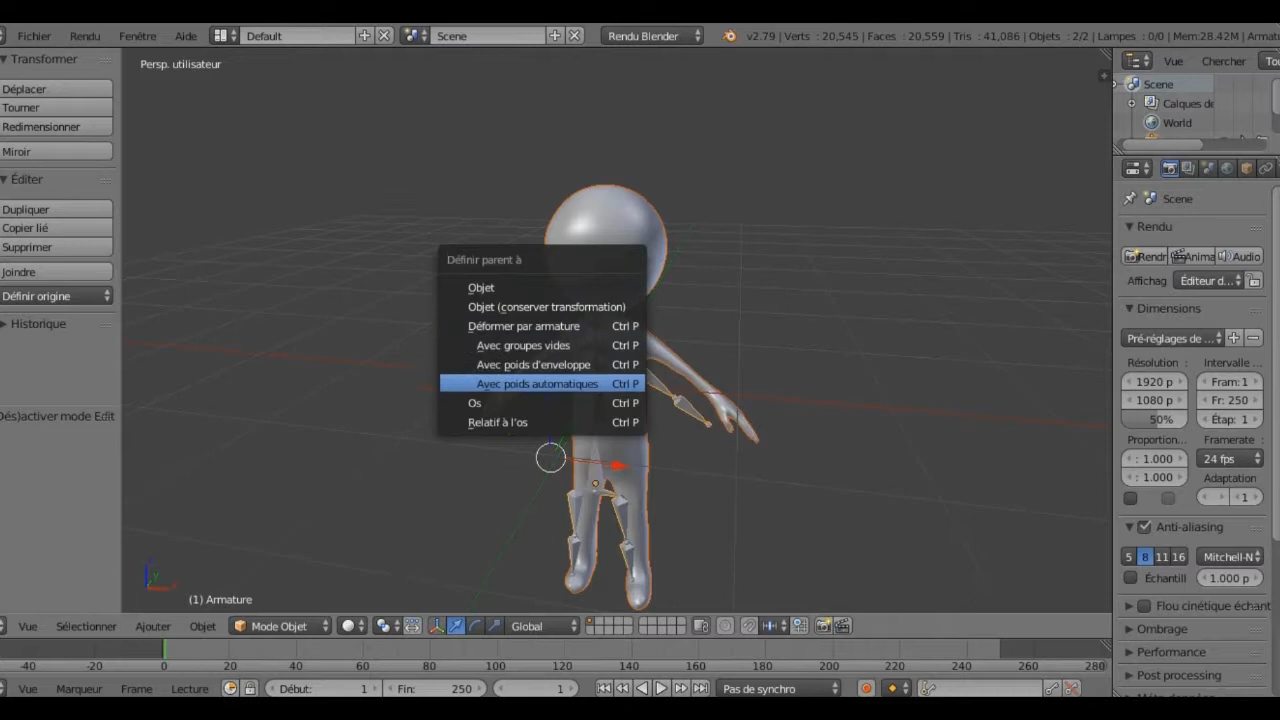 Fichier Rendu Fenêtre Aide Default Scene Rendu Blender v2.79 | Verts : 20,545 | Faces : 20,559 | Tris : 41,086 | Objets : 2/2 | Lampes : 0/0 | Mem:28.42M | Armatu
Transformer
Déplacer
Tourner
Redimensionner
Miroir
Éditer
Dupliquer
Copier lié
Supprimer
Joindre
Définir origine
Historique
Dés)activer mode Edit
Persp. utilisateur
Définir parent à
Objet
Objet (conserver transformation)
Déformer par armature Ctrl P
Avec groupes vides Ctrl P
Avec poids d'enveloppe Ctrl P
Avec poids automatiques Ctrl P
Os Ctrl P
Relatif à l'os Ctrl P
(1) Armature
Vue Sélectionner Ajouter Objet Mode Objet Global
-40 -20 0 20 40 60 80 100 120 140 160 180 200 220 240 260 280
Vue Marqueur Frame Lecture Début: 1 Fin: 250 1 Pas de synchro
Vue Chercher Tou
Scene
Calques de
World
Scene
Rendu
Rendr Anima Audio
Affichag Éditeur d...
Dimensions
Pré-réglages de ...
Résolution : Intervalle ...
1920 p Fram: 1
1080 p Fr: 250
50% Étap: 1
Proportion... Framerate :
: 1.000 24 fps
: 1.000 Adaptation
1
Anti-aliasing
5 8 11 16 Mitchell-N
Échantill 1.000 p
Flou cinétique échant
Ombrage
Performance
Post processing